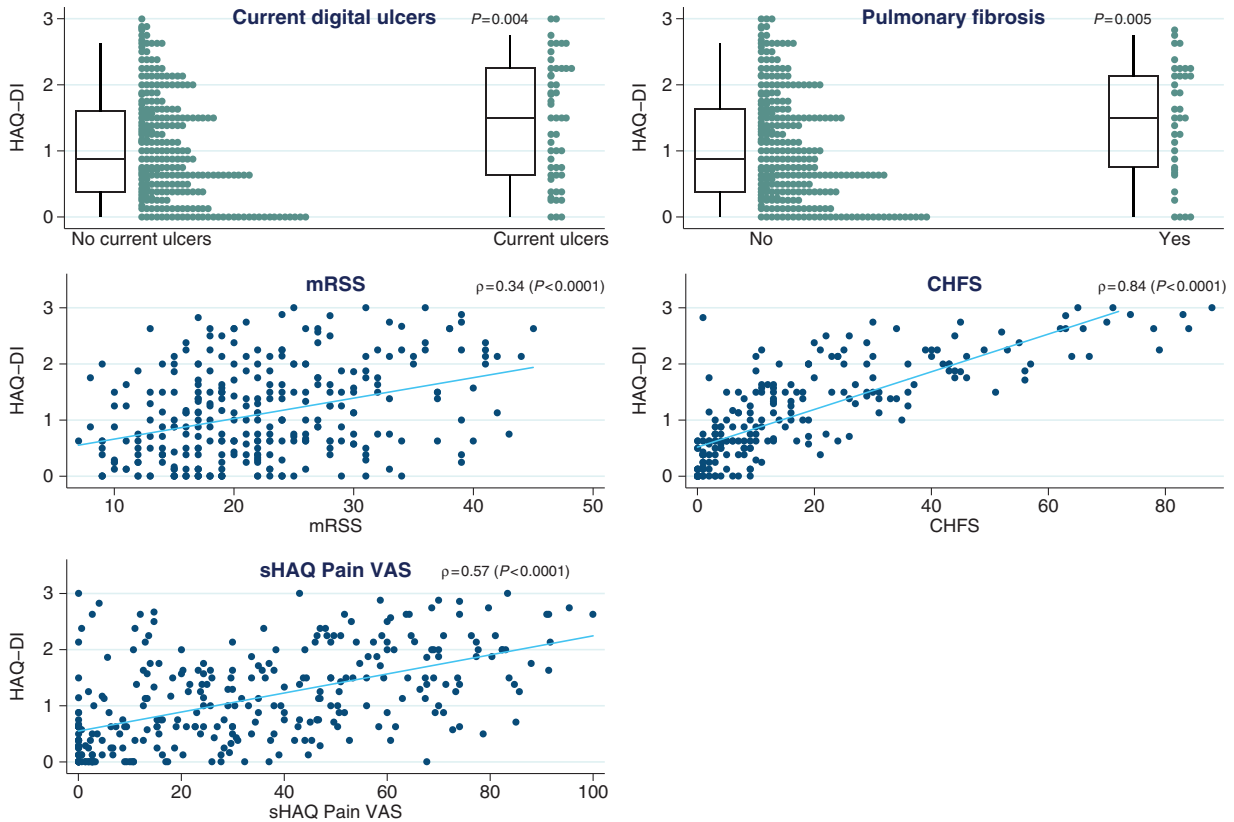 Current digital ulcers
P=0.004
HAQ–DI
3
2
1
0
No current ulcers
Current ulcers
Pulmonary fibrosis
P=0.005
HAQ–DI
3
2
1
0
No
Yes
mRSS
ρ=0.34 (P<0.0001)
HAQ–DI
3
2
1
0
10 20 30 40 50
mRSS
CHFS
ρ=0.84 (P<0.0001)
HAQ–DI
3
2
1
0
0 20 40 60 80
CHFS
sHAQ Pain VAS
ρ=0.57 (P<0.0001)
HAQ–DI
3
2
1
0
0 20 40 60 80 100
sHAQ Pain VAS